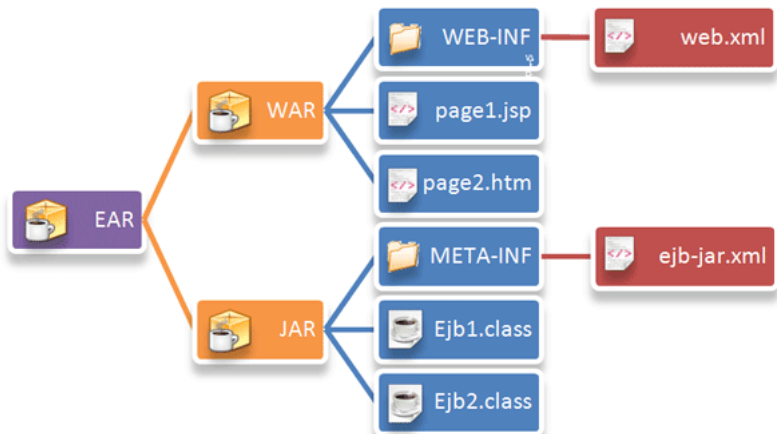 WEB-INF
web.xml
WAR
page1.jsp
page2.htm
EAR
META-INF
ejb-jar.xml
JAR
Ejb1.class
Ejb2.class